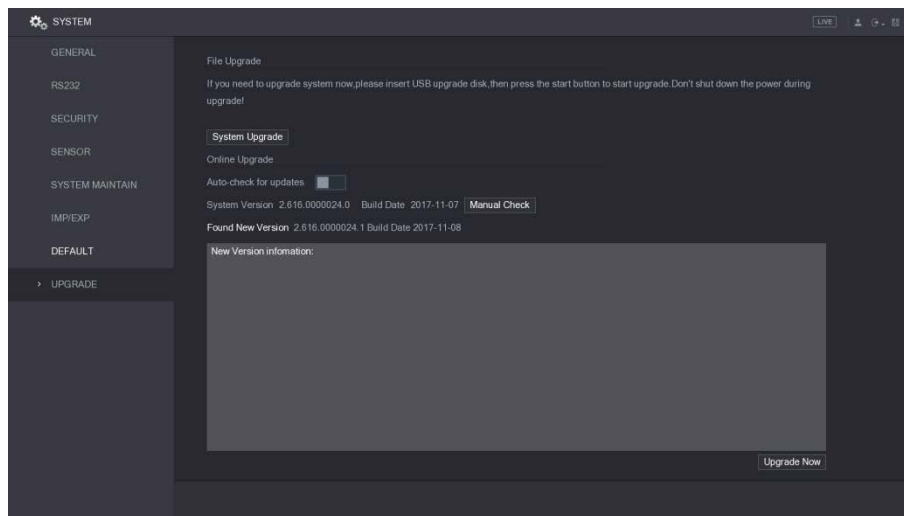 SYSTEM
LIVE
GENERAL
RS232
SECURITY
SENSOR
SYSTEM MAINTAIN
IMP/EXP
DEFAULT
> UPGRADE
File Upgrade
If you need to upgrade system now,please insert USB upgrade disk,then press the start button to start upgrade.Don't shut down the power during
upgrade!
System Upgrade
Online Upgrade
Auto-check for updates
System Version 2.616.0000024.0 Build Date 2017-11-07 Manual Check
Found New Version 2.616.0000024.1 Build Date 2017-11-08
New Version infomation:
Upgrade Now